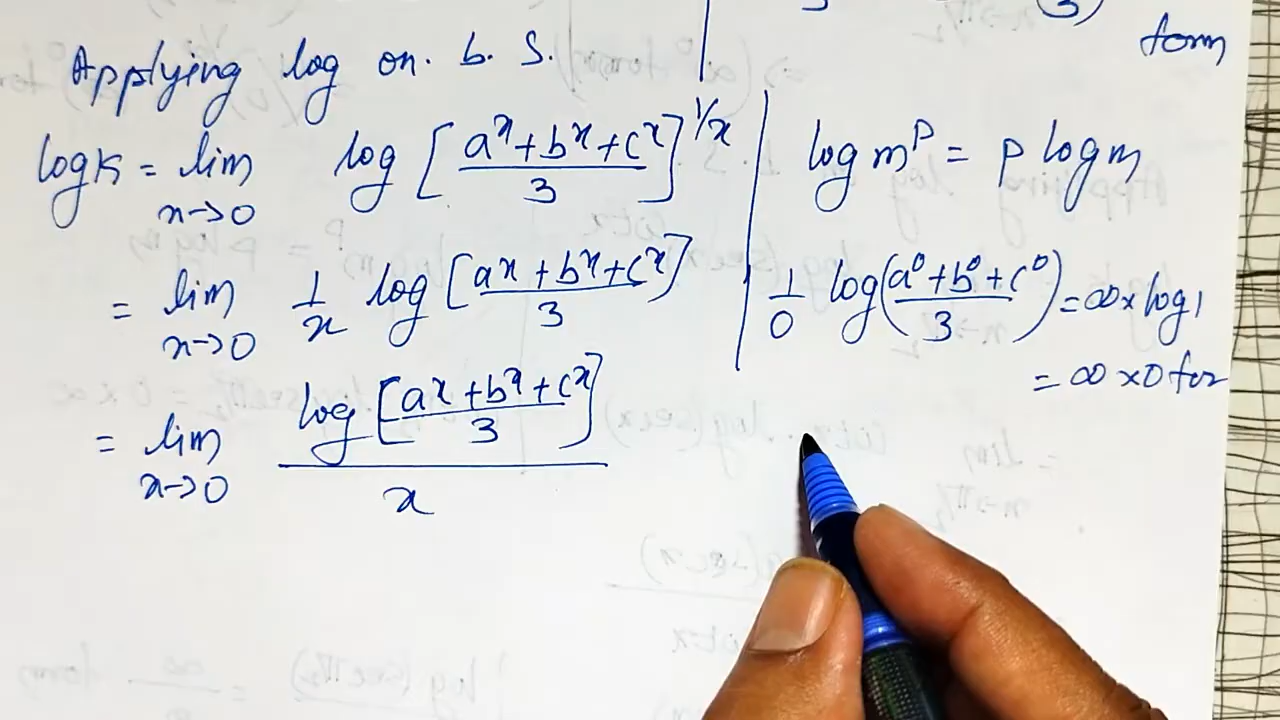 form
Applying log on. b. S.
log k = lim x→0 log [(a^x + b^x + c^x)/3]^1/x
= lim x→0 1/x log [(a^x + b^x + c^x)/3]
= lim x→0 log [(a^x + b^x + c^x)/3] / x
log m^p = p log m
1/0 log((a^0 + b^0 + c^0)/3) = ∞ × log 1
= ∞ × 0 for